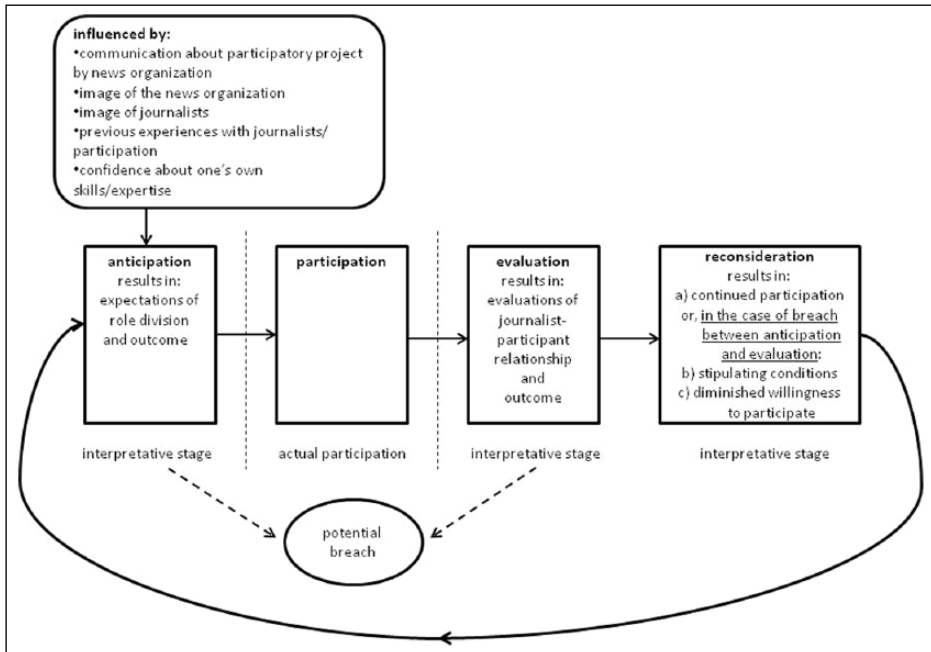 influenced by:
•communication about participatory project
by news organization
•image of the news organization
•image of journalists
•previous experiences with journalists/
participation
•confidence about one's own
skills/expertise
anticipation
results in:
expectations of
role division
and outcome
participation
evaluation
results in:
evaluations of
journalist-
participant
relationship
and
outcome
reconsideration
results in:
a) continued participation
or, in the case of breach
between anticipation
and evaluation:
b) stipulating conditions
c) diminished willingness
to participate
interpretative stage
actual participation
interpretative stage
interpretative stage
potential
breach